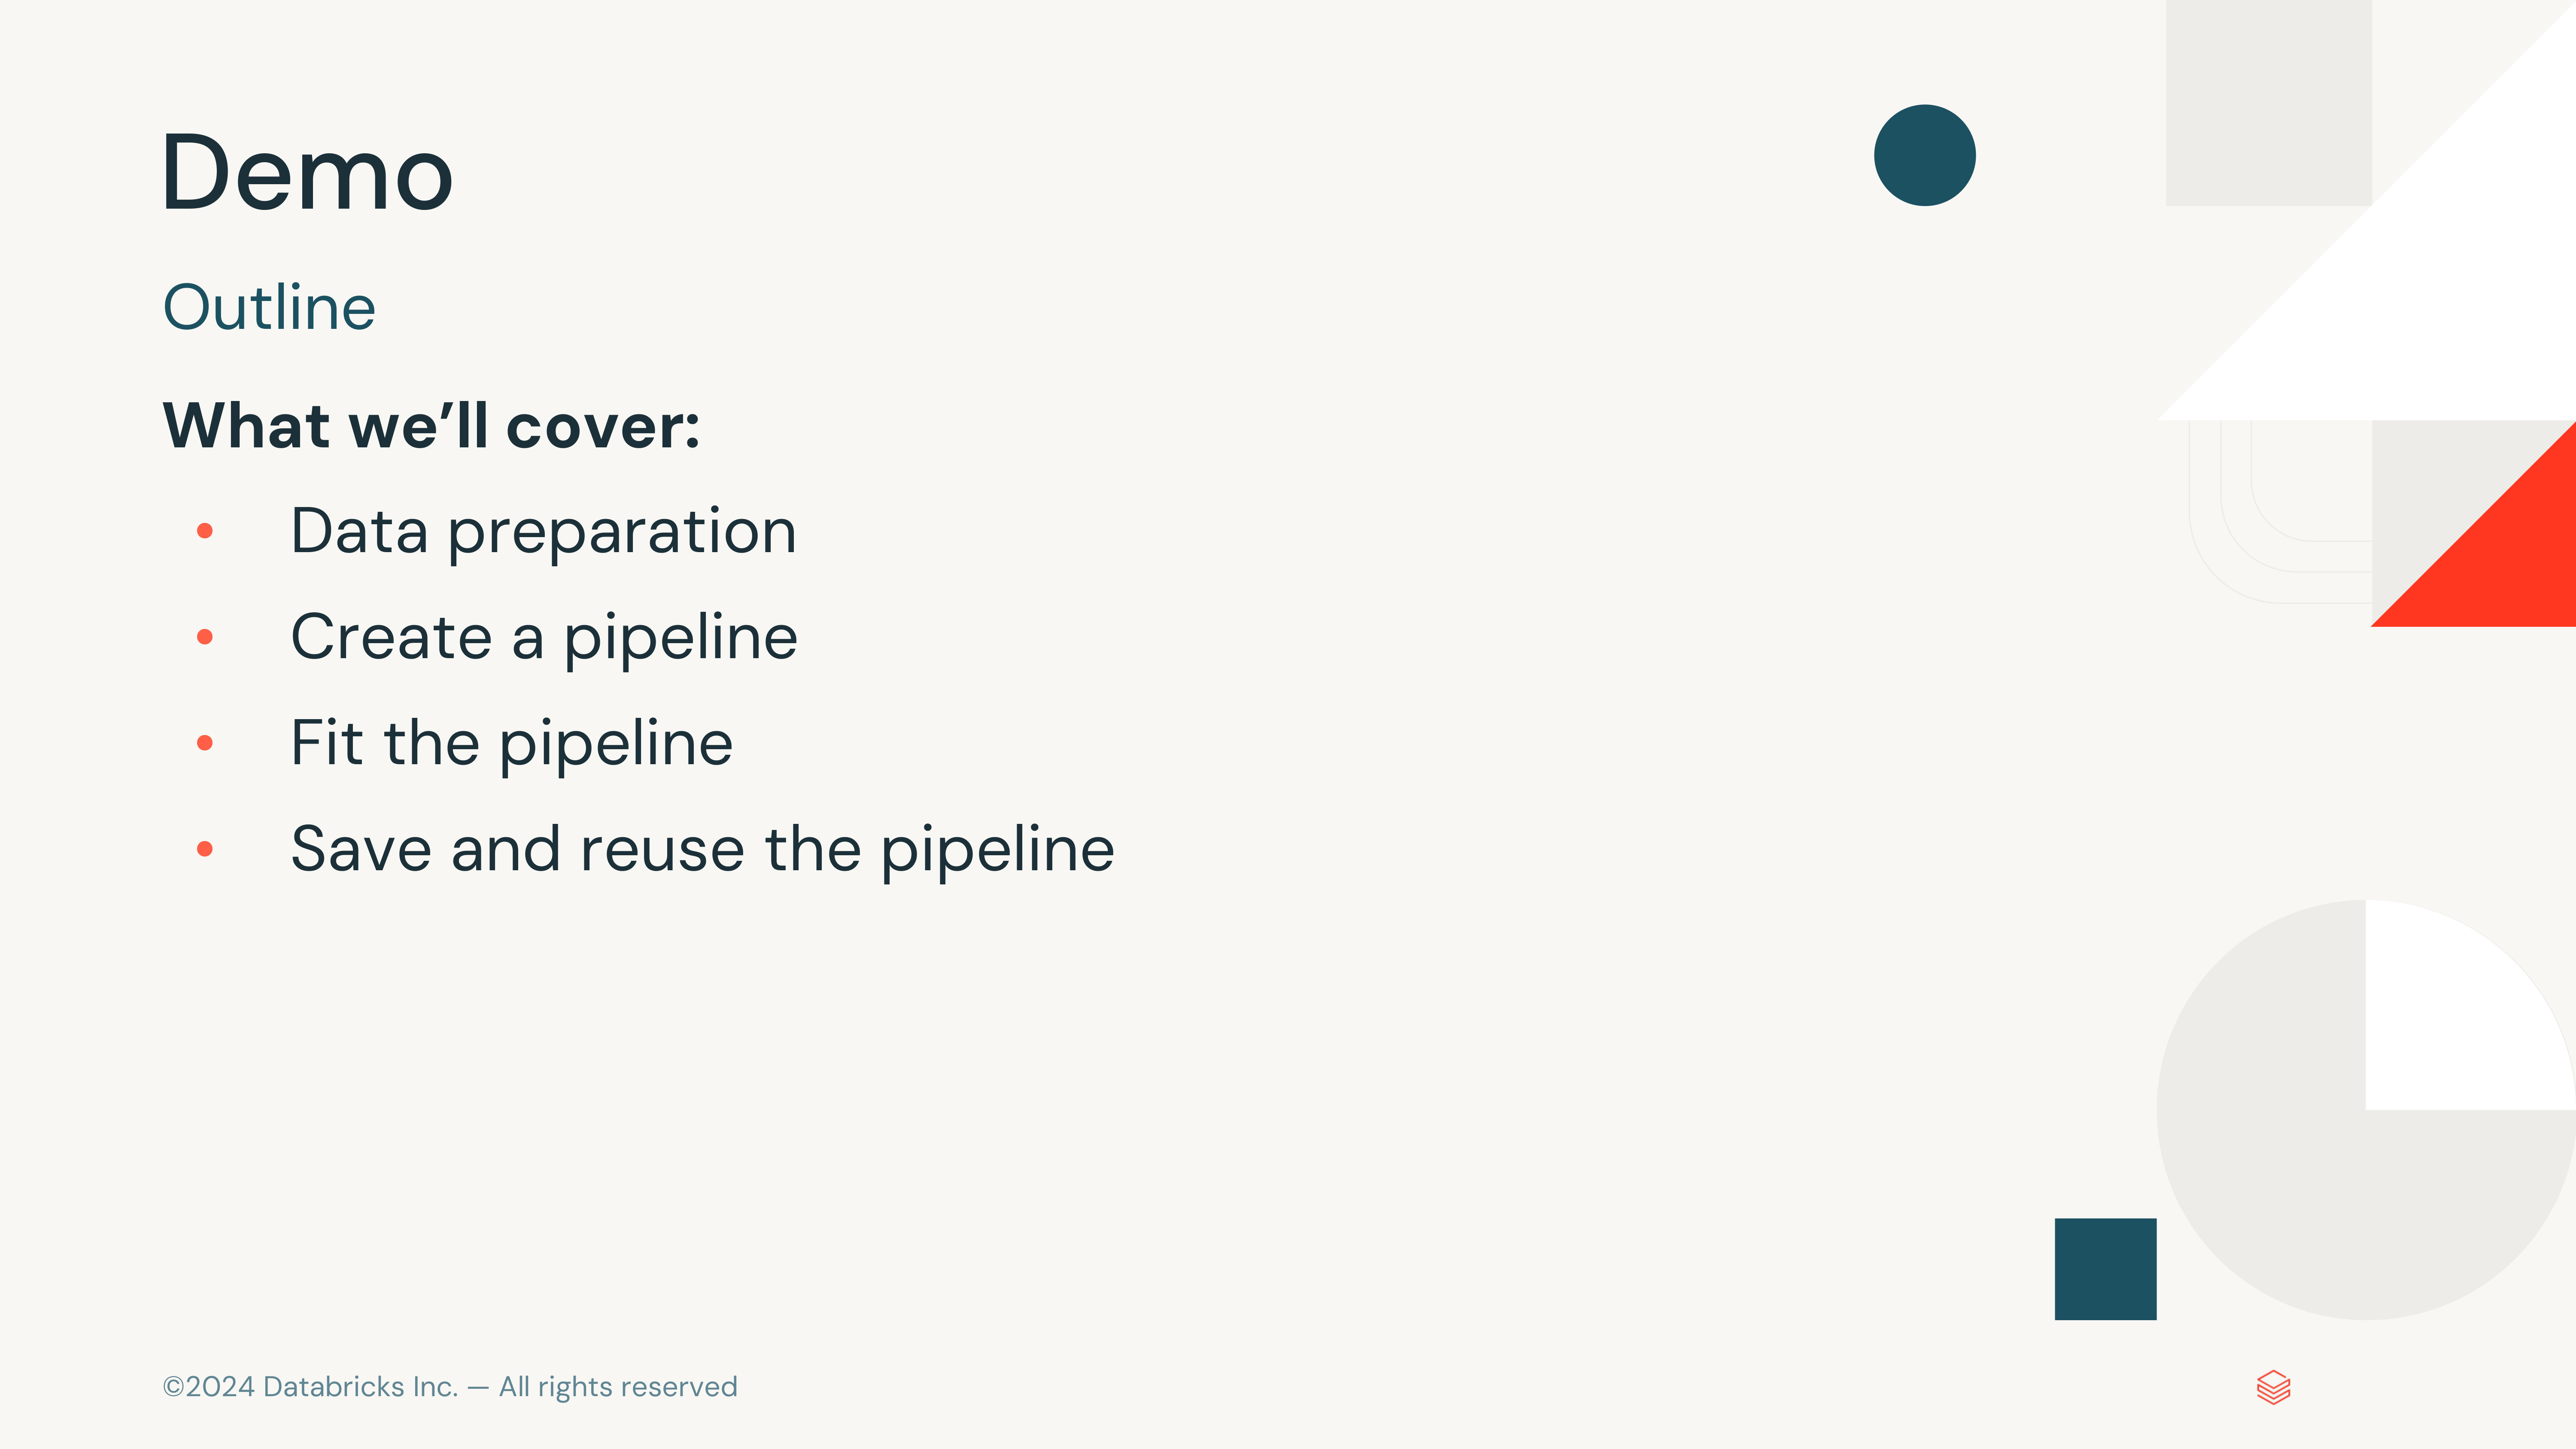 Demo
Outline
What we’ll cover:
• Data preparation
• Create a pipeline
• Fit the pipeline
• Save and reuse the pipeline
©2024 Databricks Inc. — All rights reserved